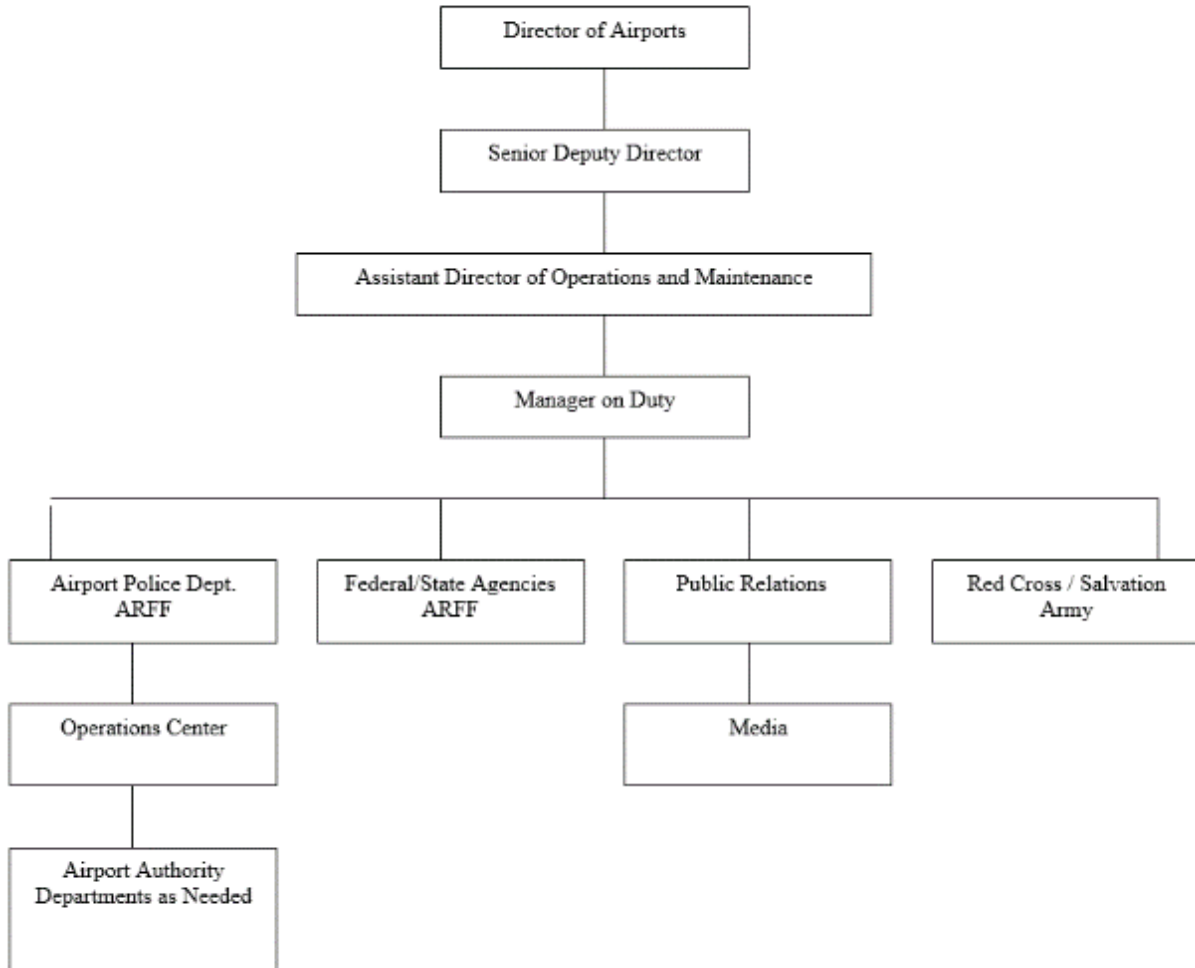 Director of Airports
Senior Deputy Director
Assistant Director of Operations and Maintenance
Manager on Duty
Airport Police Dept.
ARFF
Federal/State Agencies
ARFF
Public Relations
Red Cross / Salvation
Army
Operations Center
Media
Airport Authority
Departments as Needed